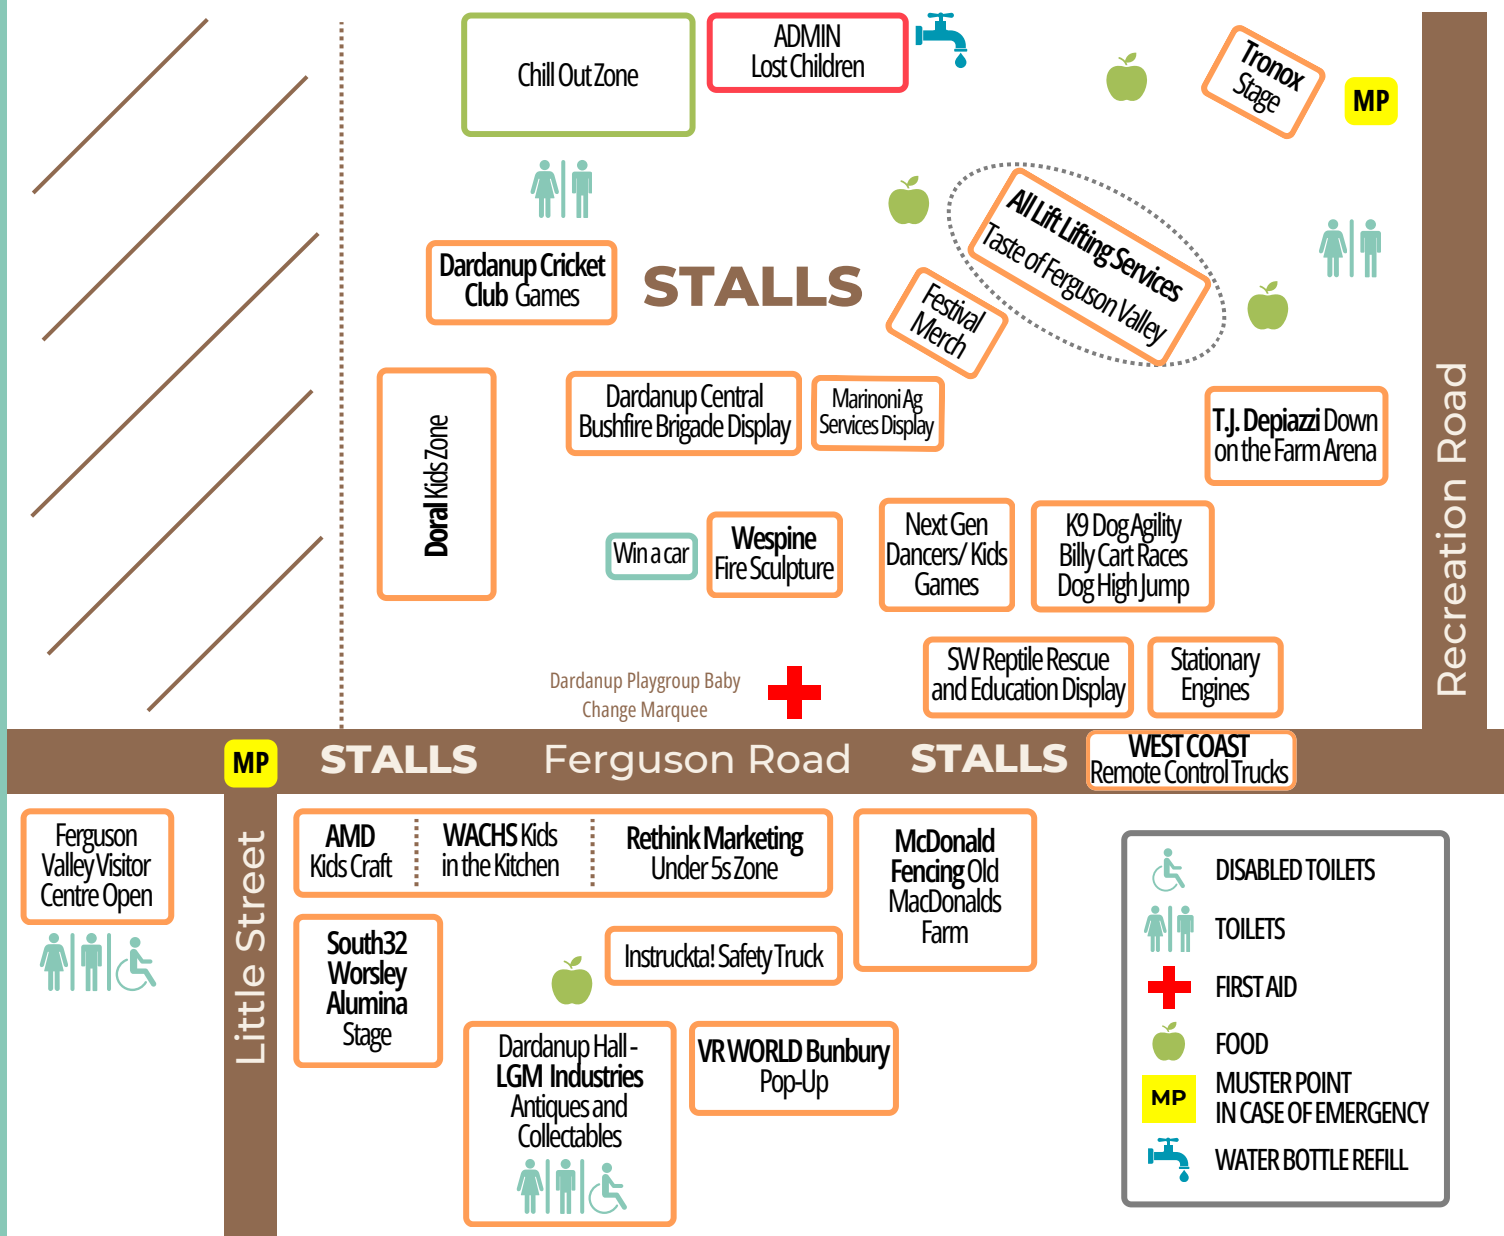 Chill Out Zone
ADMIN
Lost Children
Tronox
Stage
MP
All Lift Lifting Services
Taste of Ferguson Valley
Dardanup Cricket
Club Games
STALLS
Festival
Merch
Doral Kids Zone
Dardanup Central
Bushfire Brigade Display
Marinoni Ag
Services Display
T.J. Depiazzi Down
on the Farm Arena
Recreation Road
Win a car
Wespine
Fire Sculpture
Next Gen
Dancers/ Kids
Games
K9 Dog Agility
Billy Cart Races
Dog High Jump
Dardanup Playgroup Baby
Change Marquee
SW Reptile Rescue
and Education Display
Stationary
Engines
MP
STALLS
Ferguson Road
STALLS
WEST COAST
Remote Control Trucks
Ferguson
Valley Visitor
Centre Open
Little Street
AMD
Kids Craft
WACHS Kids
in the Kitchen
Rethink Marketing
Under 5s Zone
McDonald
Fencing Old
MacDonalds
Farm
South32
Worsley
Alumina
Stage
Instruckta! Safety Truck
Dardanup Hall -
LGM Industries
Antiques and
Collectables
VR WORLD Bunbury
Pop-Up
DISABLED TOILETS
TOILETS
FIRST AID
FOOD
MP
MUSTER POINT
IN CASE OF EMERGENCY
WATER BOTTLE REFILL